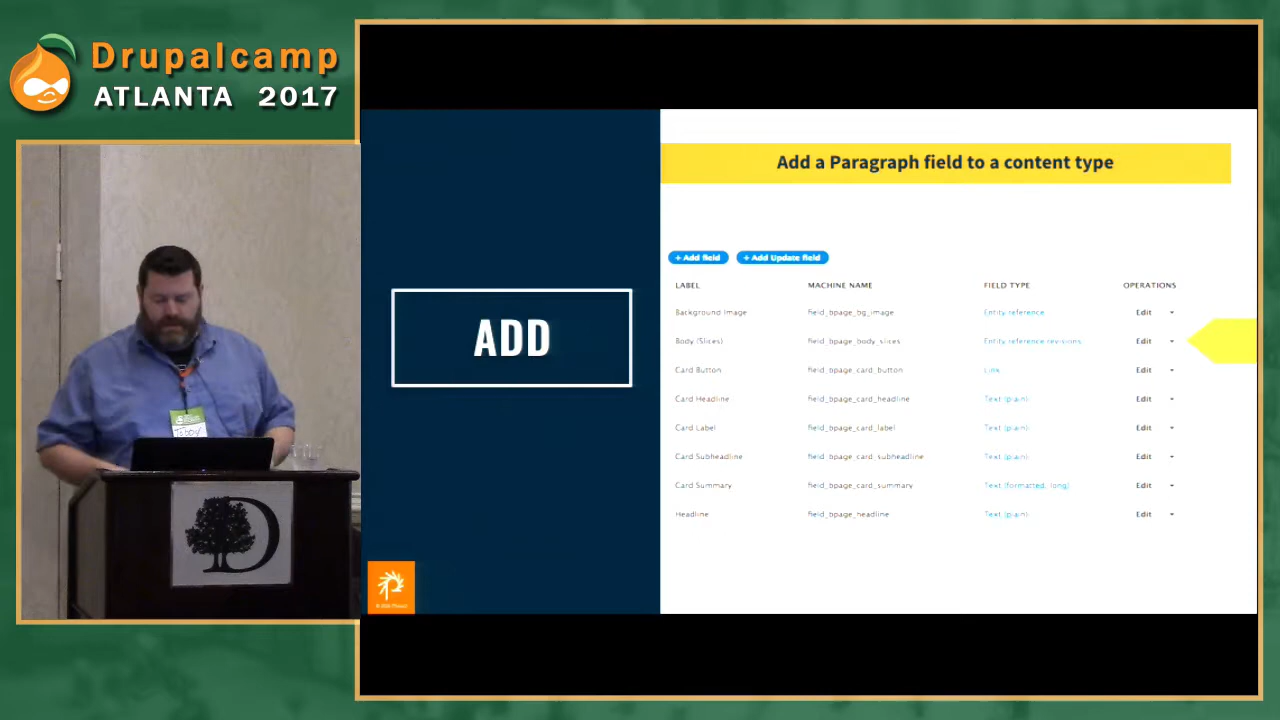 Drupalcamp
ATLANTA 2017
Add a Paragraph field to a content type
+ Add field
+ Add Update field
LABEL MACHINE NAME FIELD TYPE OPERATIONS
Background Image field_bpage_bg_image Entity reference Edit
Body (Slices) field_bpage_body_slices Entity reference revisions Edit
Card Button field_bpage_card_button Link Edit
Card Headline field_bpage_card_headline Text (plain) Edit
Card Label field_bpage_card_label Text (plain) Edit
Card Subheadline field_bpage_card_subheadline Text (plain) Edit
Card Summary field_bpage_card_summary Text (formatted, long) Edit
Headline field_bpage_headline Text (plain) Edit
ADD
D